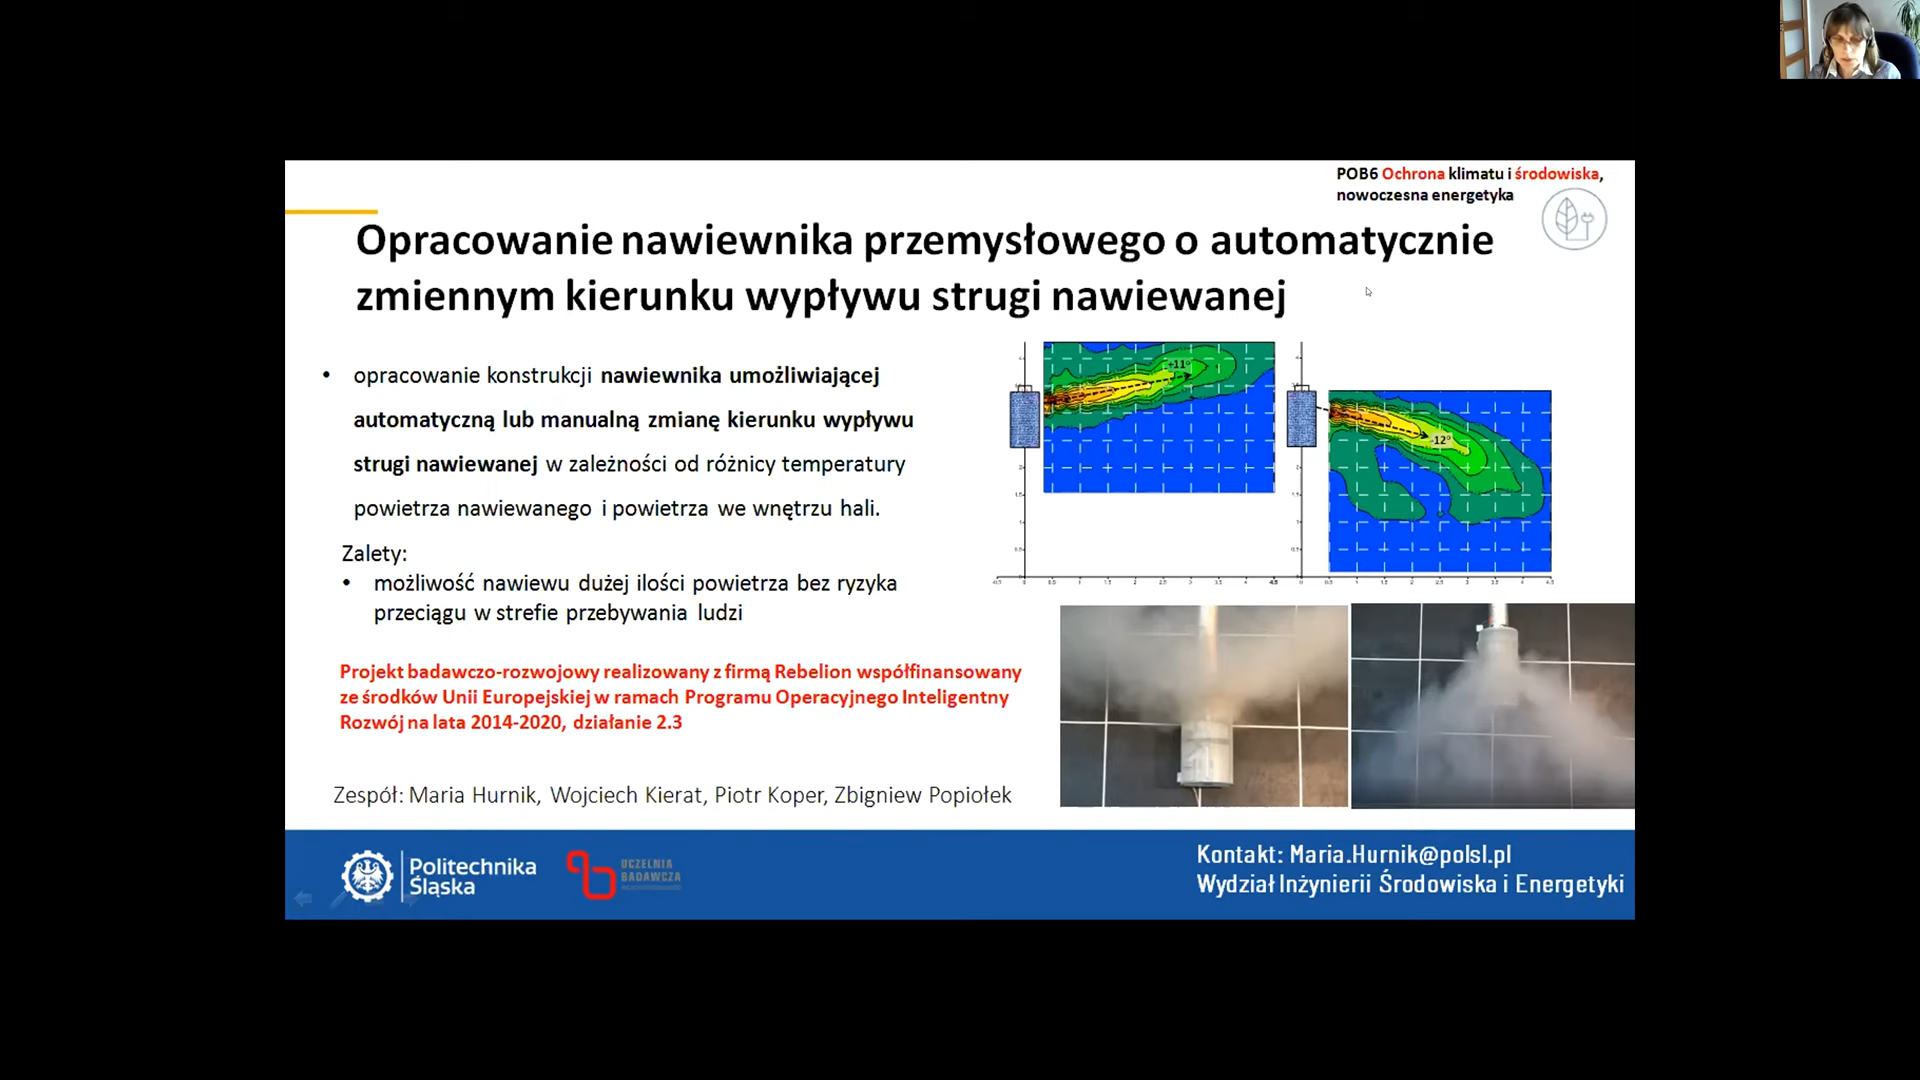 POB6 Ochrona klimatu i środowiska,
nowoczesna energetyka
Opracowanie nawiewnika przemysłowego o automatycznie
zmiennym kierunku wypływu strugi nawiewanej
• opracowanie konstrukcji nawiewnika umożliwiającej
automatyczną lub manualną zmianę kierunku wypływu
strugi nawiewanej w zależności od różnicy temperatury
powietrza nawiewanego i powietrza we wnętrzu hali.
Zalety:
• możliwość nawiewu dużej ilości powietrza bez ryzyka
przeciągu w strefie przebywania ludzi
+11°
-12°
Projekt badawczo-rozwojowy realizowany z firmą Rebelion współfinansowany
ze środków Unii Europejskiej w ramach Programu Operacyjnego Inteligentny
Rozwój na lata 2014-2020, działanie 2.3
Zespół: Maria Hurnik, Wojciech Kierat, Piotr Koper, Zbigniew Popiołek
Politechnika
Śląska
UCZELNIA
BADAWCZA
Kontakt: Maria.Hurnik@polsl.pl
Wydział Inżynierii Środowiska i Energetyki